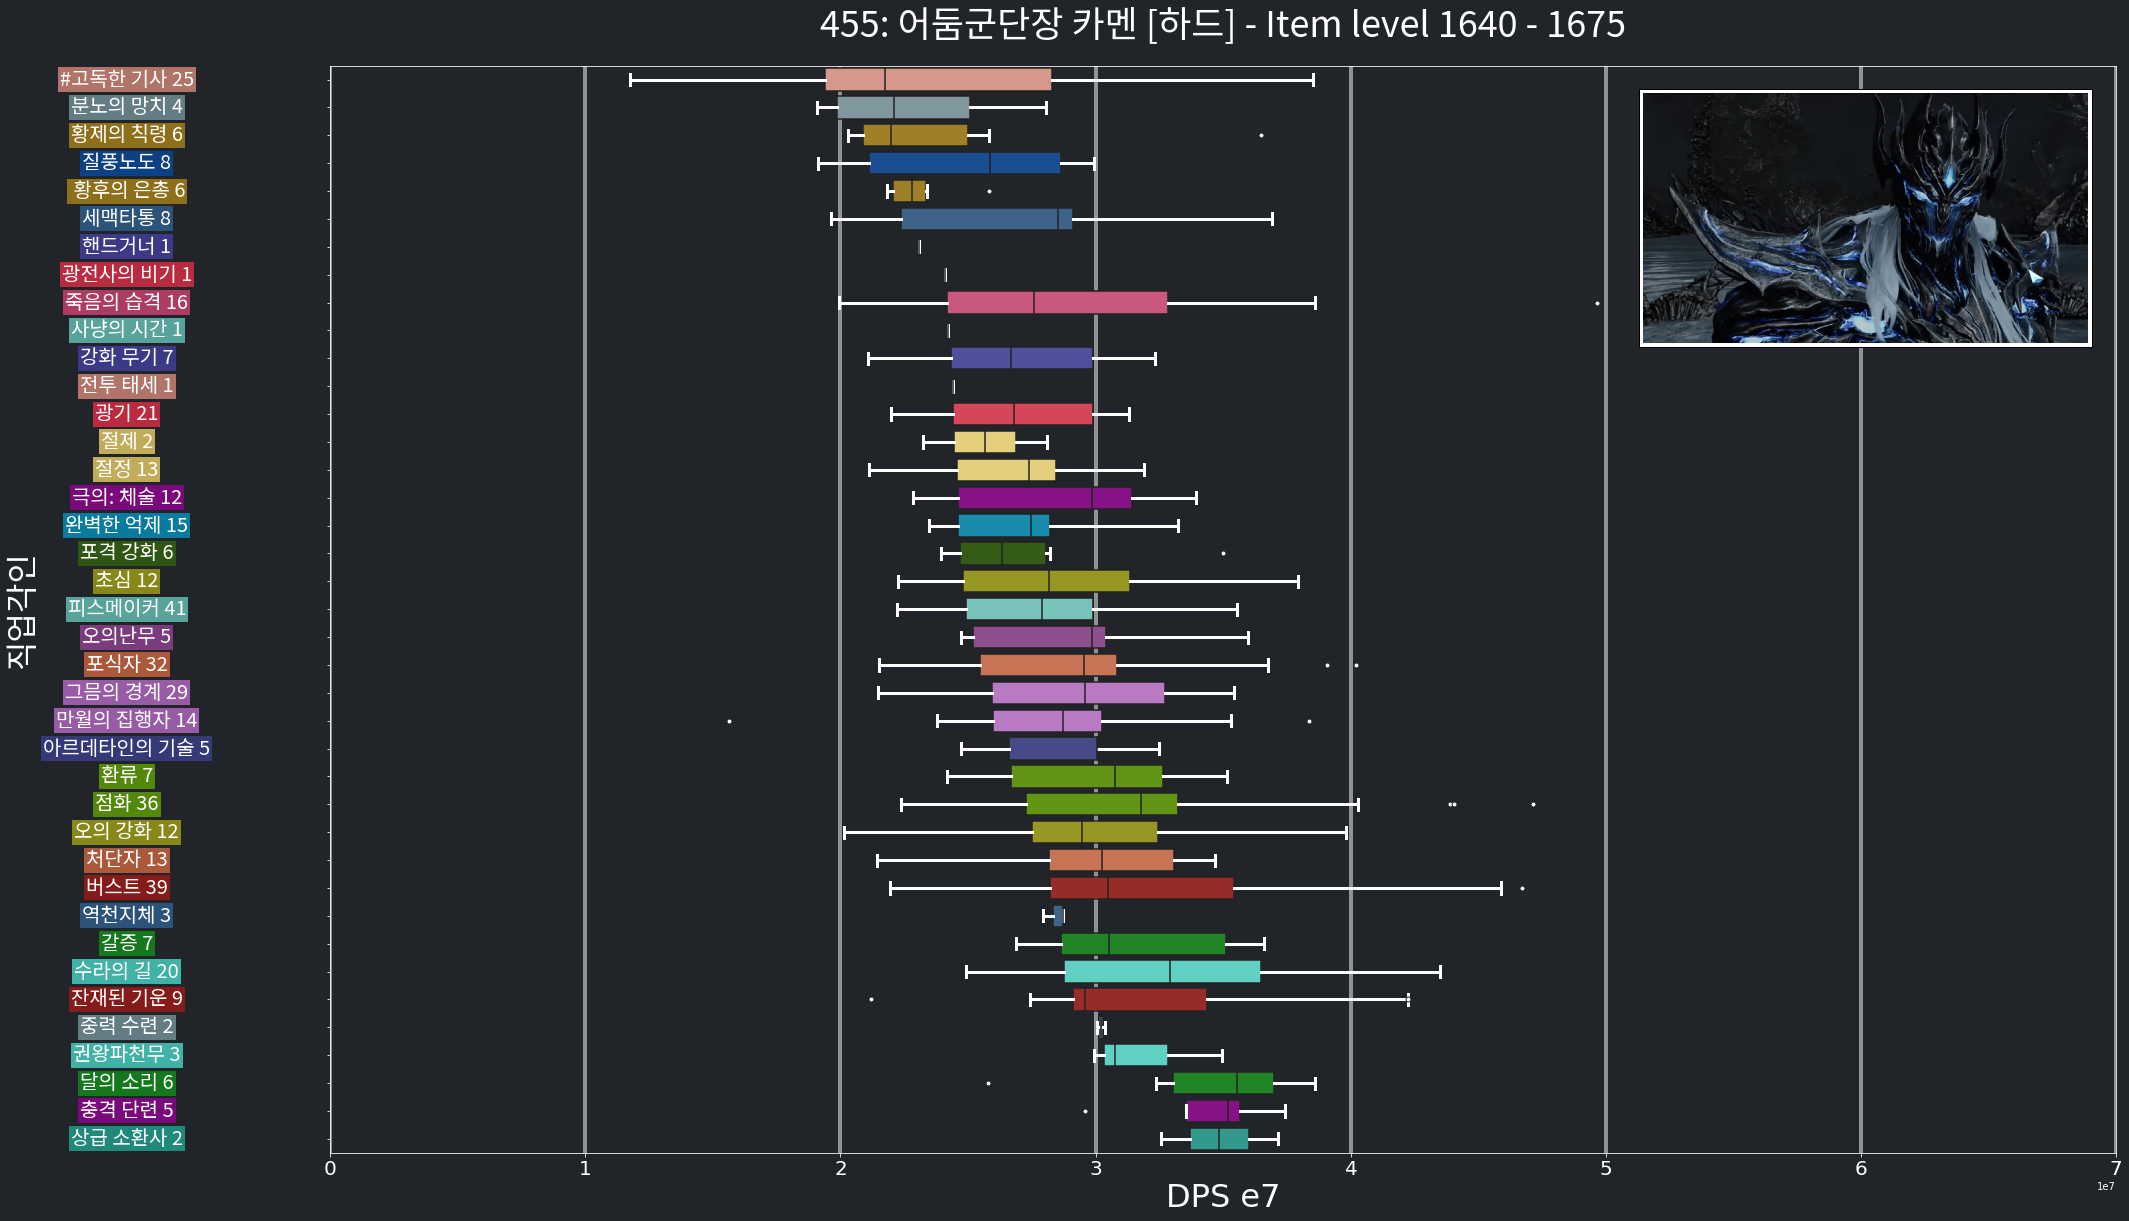 455: 어둠군단장 카멘 [하드] - Item level 1640 - 1675
#고독한 기사 25
분노의 망치 4
황제의 칙령 6
질풍노도 8
황후의 은총 6
세맥타통 8
핸드거너 1
광전사의 비기 1
죽음의 습격 16
사냥의 시간 1
강화 무기 7
전투 태세 1
광기 21
절제 2
절정 13
극의: 체술 12
완벽한 억제 15
포격 강화 6
초심 12
피스메이커 41
오의난무 5
포식자 32
그믐의 경계 29
만월의 집행자 14
아르데타인의 기술 5
환류 7
점화 36
오의 강화 12
처단자 13
버스트 39
역천지체 3
갈증 7
수라의 길 20
잔재된 기운 9
중력 수련 2
권왕파천무 3
달의 소리 6
충격 단련 5
상급 소환사 2
직업각인
0 1 2 3 4 5 6 7
1e7
DPS e7